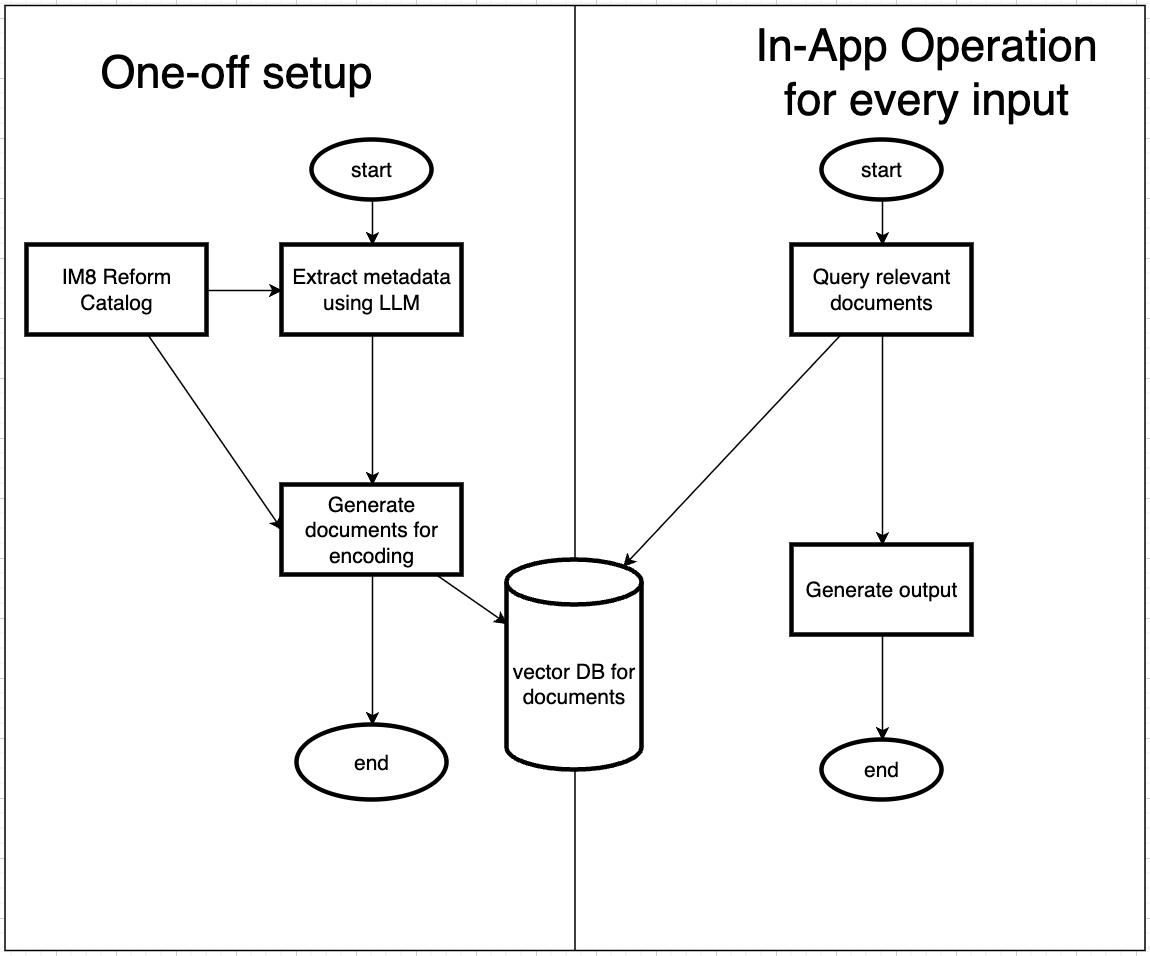 One-off setup
start
IM8 Reform
Catalog
Extract metadata
using LLM
Generate
documents for
encoding
end
vector DB for
documents
In-App Operation
for every input
start
Query relevant
documents
Generate output
end